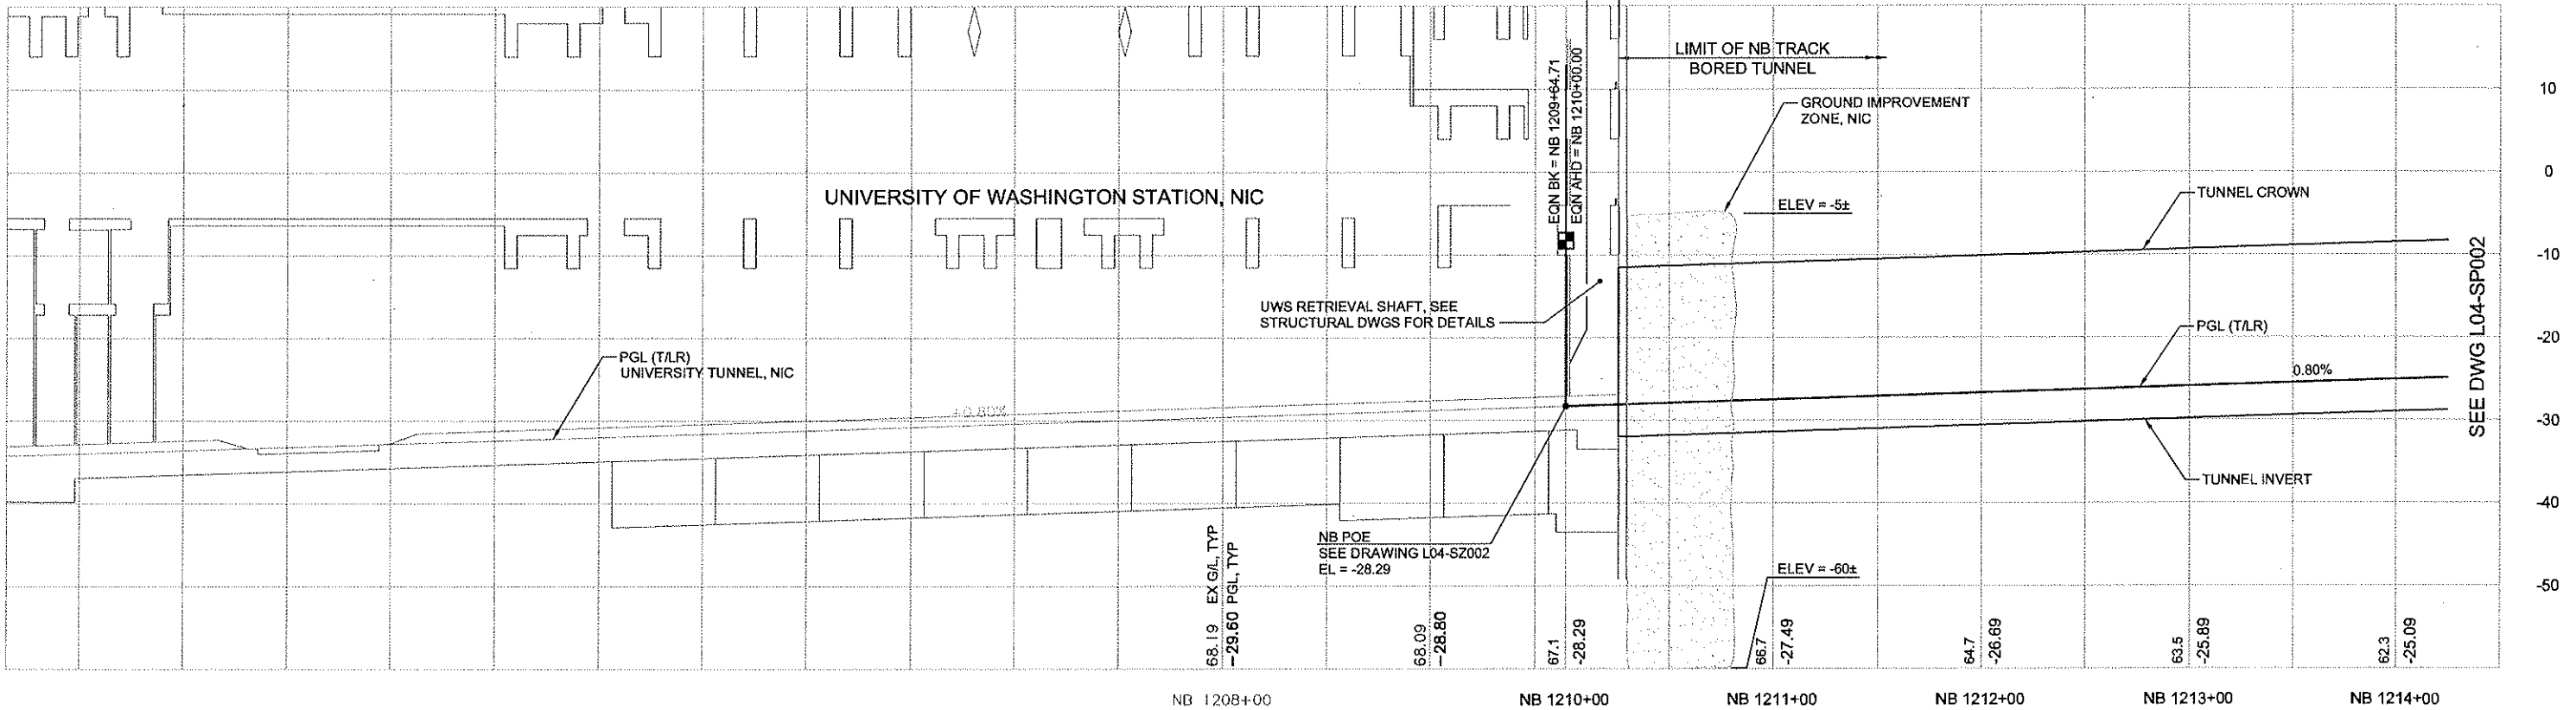 LIMIT OF NB TRACK
BORED TUNNEL
10
EQN BK = NB 1209+64.71
EQN AHD = NB 1210+00.00
GROUND IMPROVEMENT
ZONE, NIC
0
UNIVERSITY OF WASHINGTON STATION, NIC
ELEV = -5±
TUNNEL CROWN
-10
UWS RETRIEVAL SHAFT, SEE
STRUCTURAL DWGS FOR DETAILS
PGL (T/LR)
-20
SEE DWG L04-SP002
PGL (T/LR)
UNIVERSITY TUNNEL, NIC
0.80%
+0.80%
-30
TUNNEL INVERT
-40
NB POE
SEE DRAWING L04-SZ002
EL = -28.29
ELEV = -60±
-50
68.19 EX G/L, TYP
-29.60 PGL, TYP
68.09
-28.80
67.1
-28.29
66.7
-27.49
64.7
-26.69
63.5
-25.89
62.3
-25.09
NB 1208+00
NB 1210+00
NB 1211+00
NB 1212+00
NB 1213+00
NB 1214+00